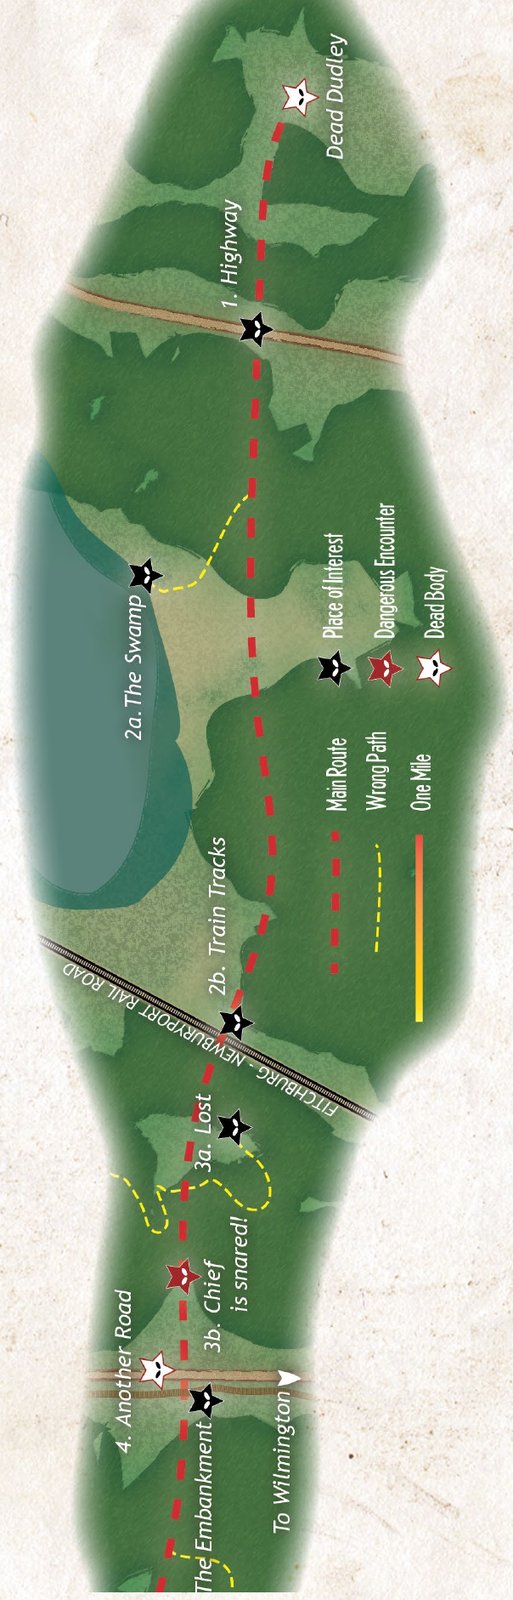 Dead Dudley
1. Highway
2a. The Swamp
2b. Train Tracks
FITCHBURG - NEWBURYPORT RAIL ROAD
3a. Lost
3b. Chief
is snared!
4. Another Road
The Embankment
To Wilmington
Main Route
Wrong Path
One Mile
Place of Interest
Dangerous Encounter
Dead Body